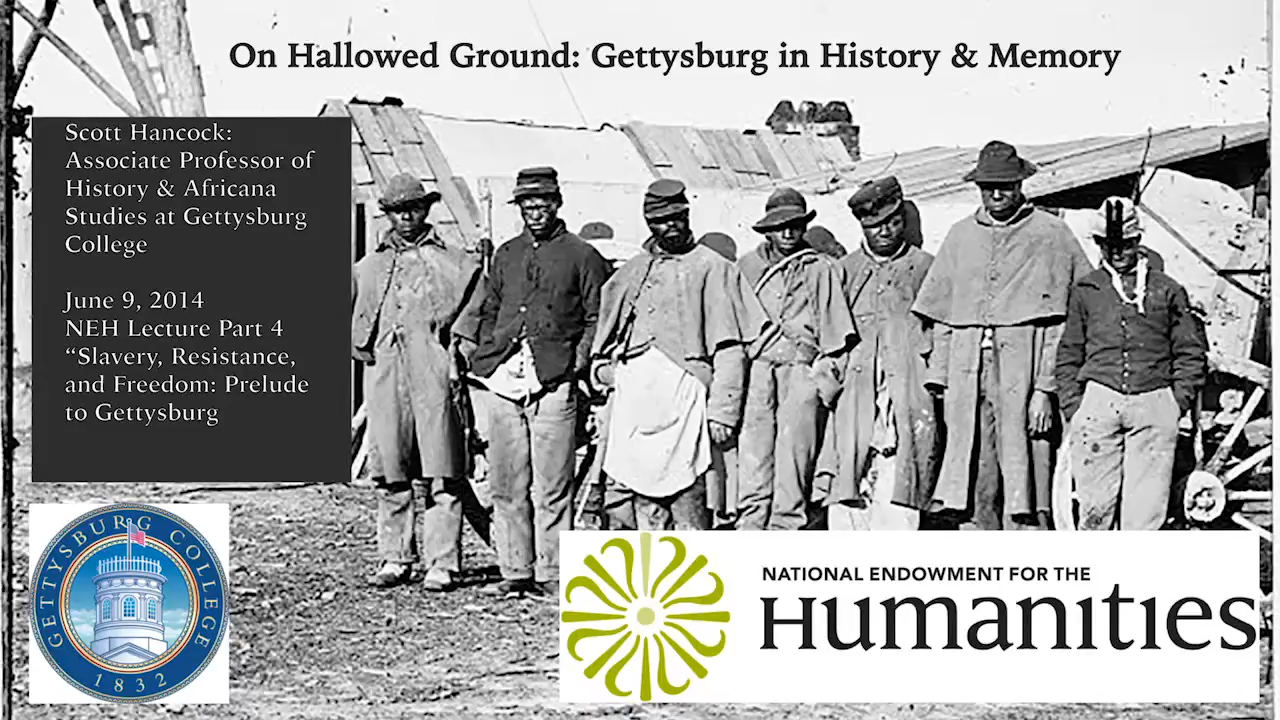 On Hallowed Ground: Gettysburg in History & Memory
Scott Hancock:
Associate Professor of
History & Africana
Studies at Gettysburg
College
June 9, 2014
NEH Lecture Part 4
“Slavery, Resistance,
and Freedom: Prelude
to Gettysburg
GETTYSBURG COLLEGE
1832
NATIONAL ENDOWMENT FOR THE
Humanities